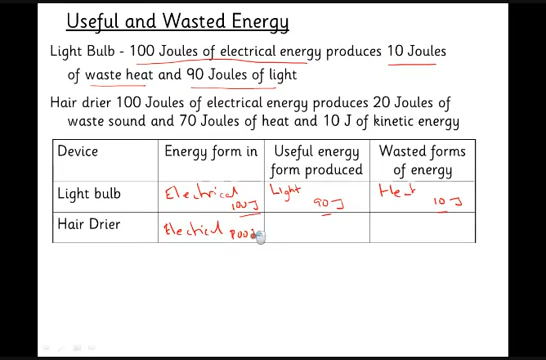 Useful and Wasted Energy
Light Bulb - 100 Joules of electrical energy produces 10 Joules
of waste heat and 90 Joules of light
Hair drier 100 Joules of electrical energy produces 20 Joules of
waste sound and 70 Joules of heat and 10 J of kinetic energy
Device Energy form in Useful energy form produced Wasted forms of energy
Light bulb Electrical 100J Light 90J Heat 10J
Hair Drier Electrical